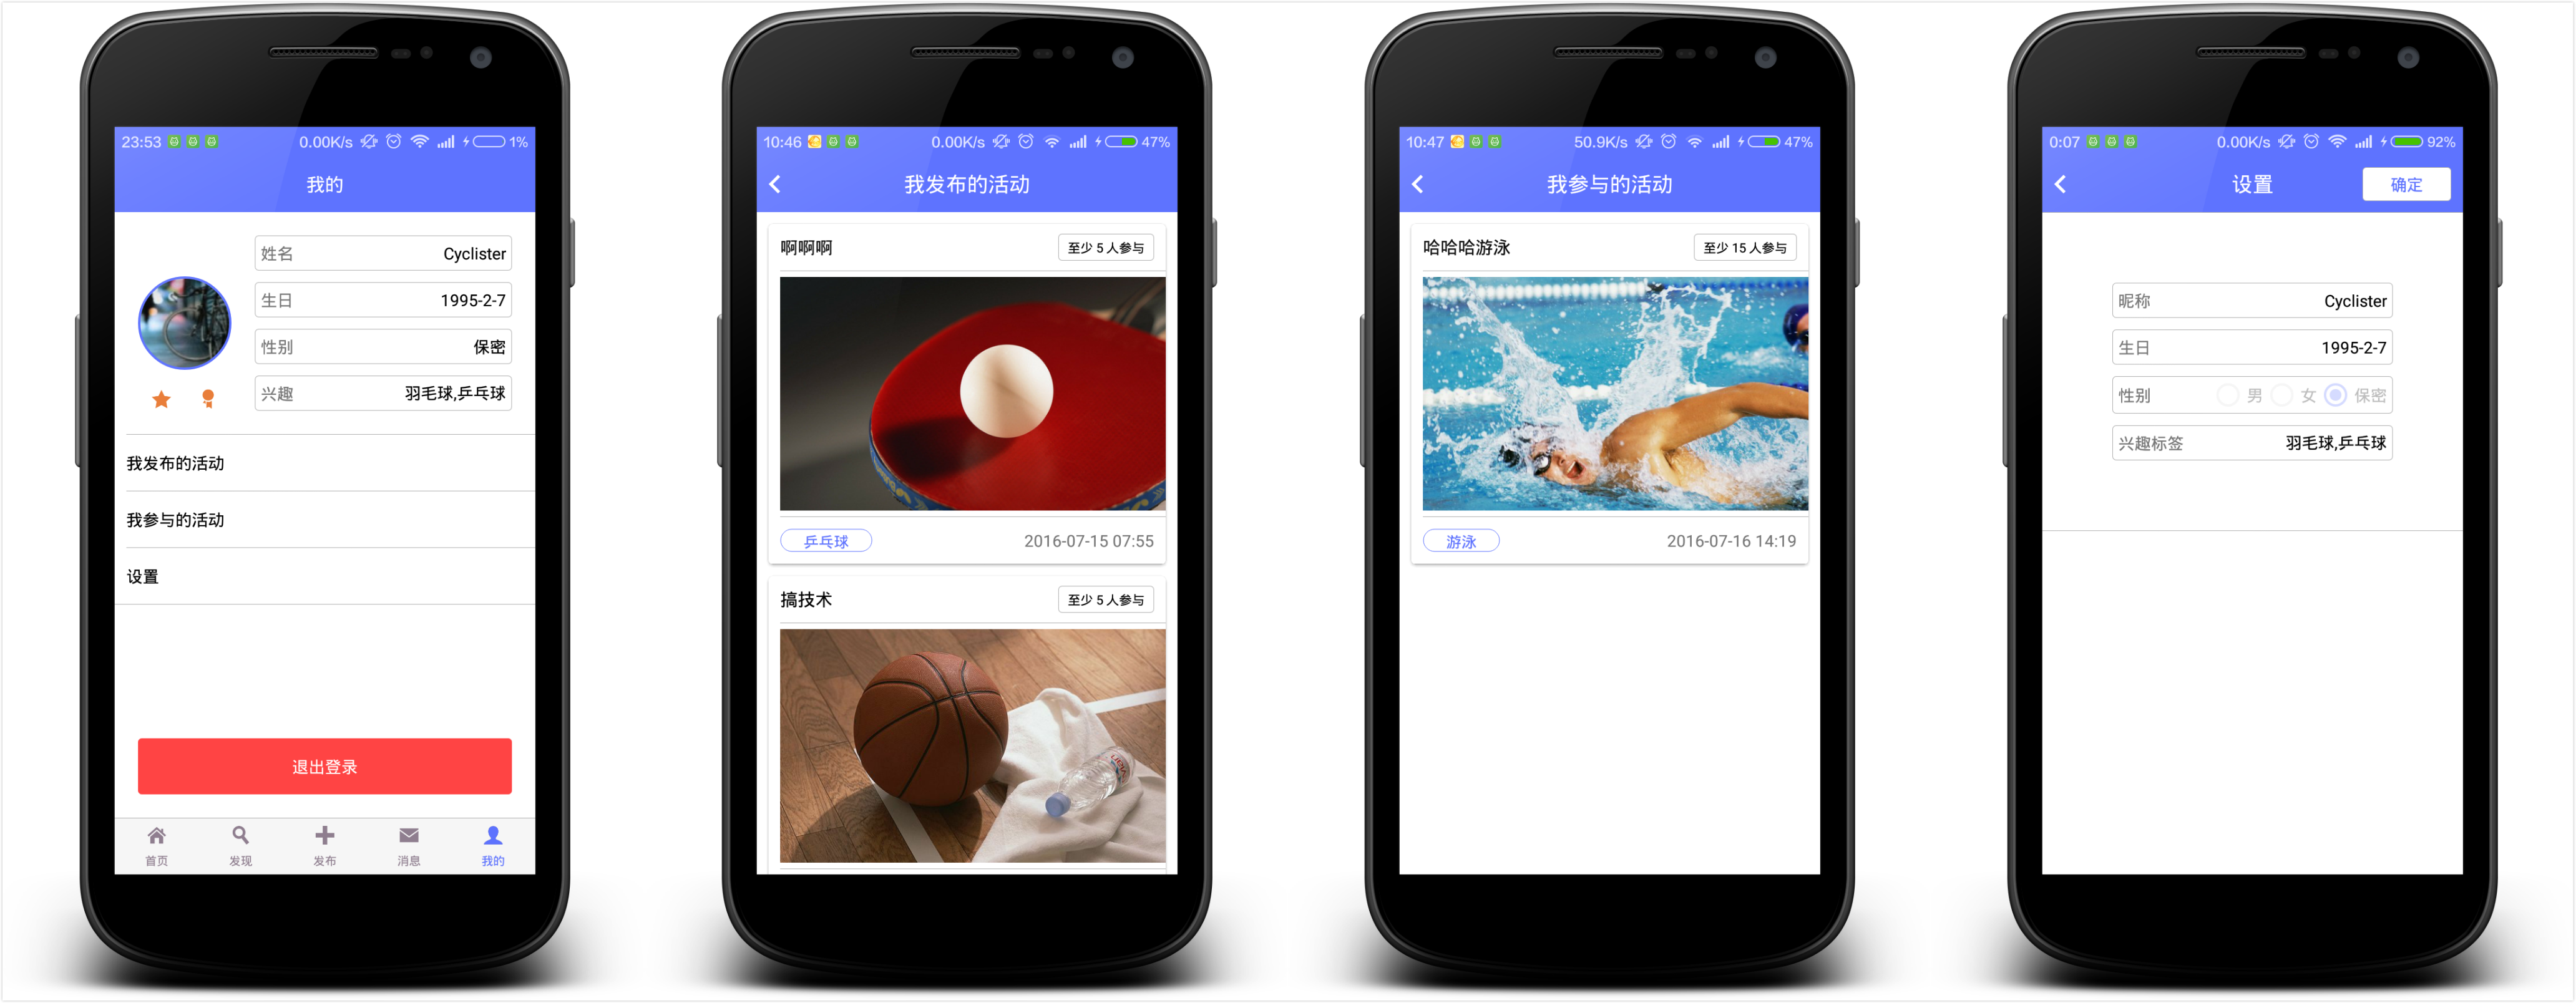 23:53 0.00K/s 1%
我的
姓名 Cyclister
生日 1995-2-7
性别 保密
兴趣 羽毛球,乒乓球
我发布的活动
我参与的活动
设置
退出登录
首页 发现 发布 消息 我的
10:46 0.00K/s 47%
我发布的活动
啊啊啊 至少 5 人参与
乒乓球 2016-07-15 07:55
搞技术 至少 5 人参与
evian
10:47 50.9K/s 47%
我参与的活动
哈哈哈游泳 至少 15 人参与
游泳 2016-07-16 14:19
0:07 0.00K/s 92%
设置 确定
昵称 Cyclister
生日 1995-2-7
性别 男 女 保密
兴趣标签 羽毛球,乒乓球